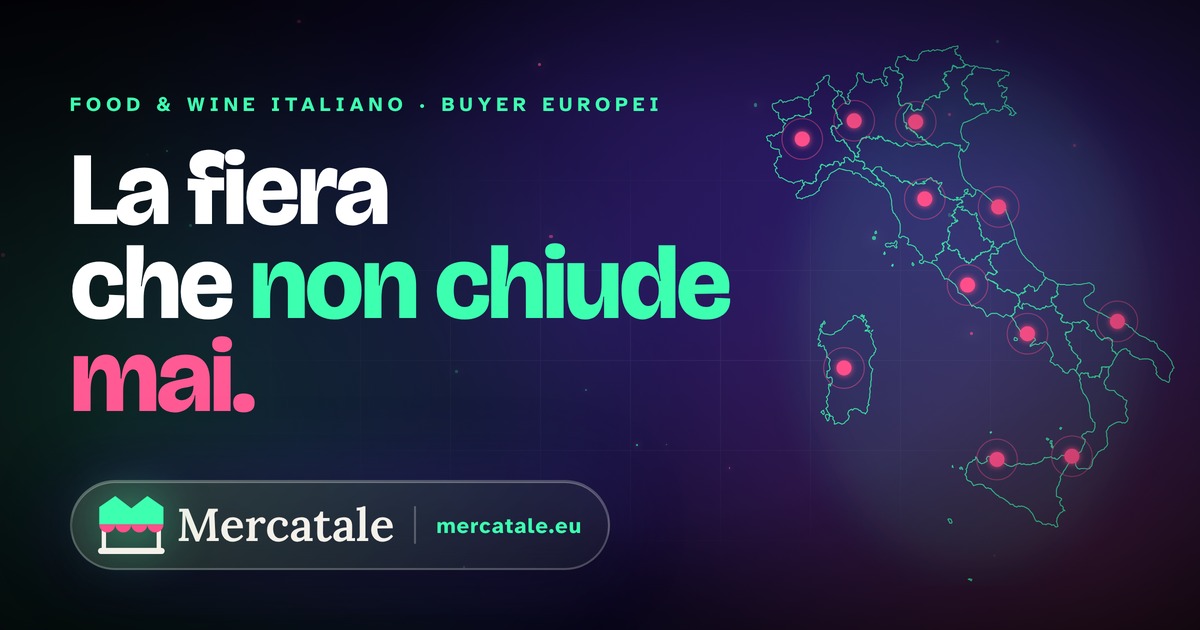 FOOD & WINE ITALIANO · BUYER EUROPEI
La fiera
che non chiude
mai.
Mercatale
mercatale.eu